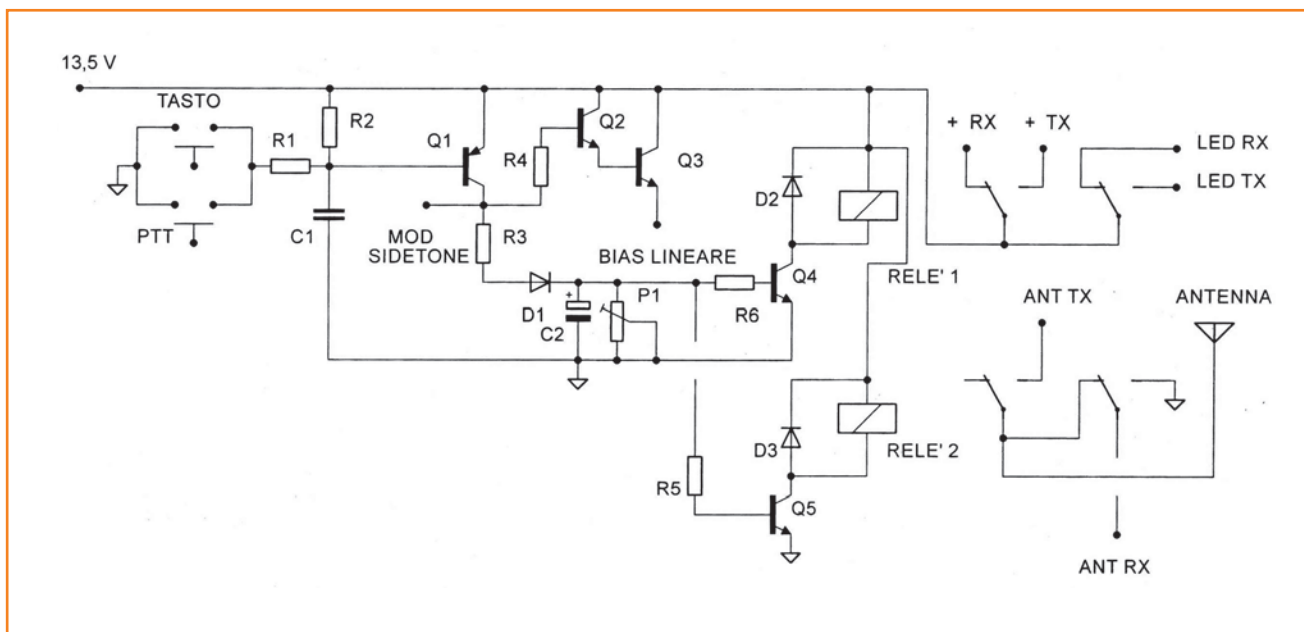 13,5 V
TASTO
R1
R2
Q1
R4
Q2
Q3
PTT
C1
MOD
SIDETONE
R3
BIAS LINEARE
D1
C2
P1
R6
D2
Q4
RELE' 1
R5
D3
Q5
RELE' 2
+ RX
+ TX
LED RX
LED TX
ANT TX
ANTENNA
ANT RX
+